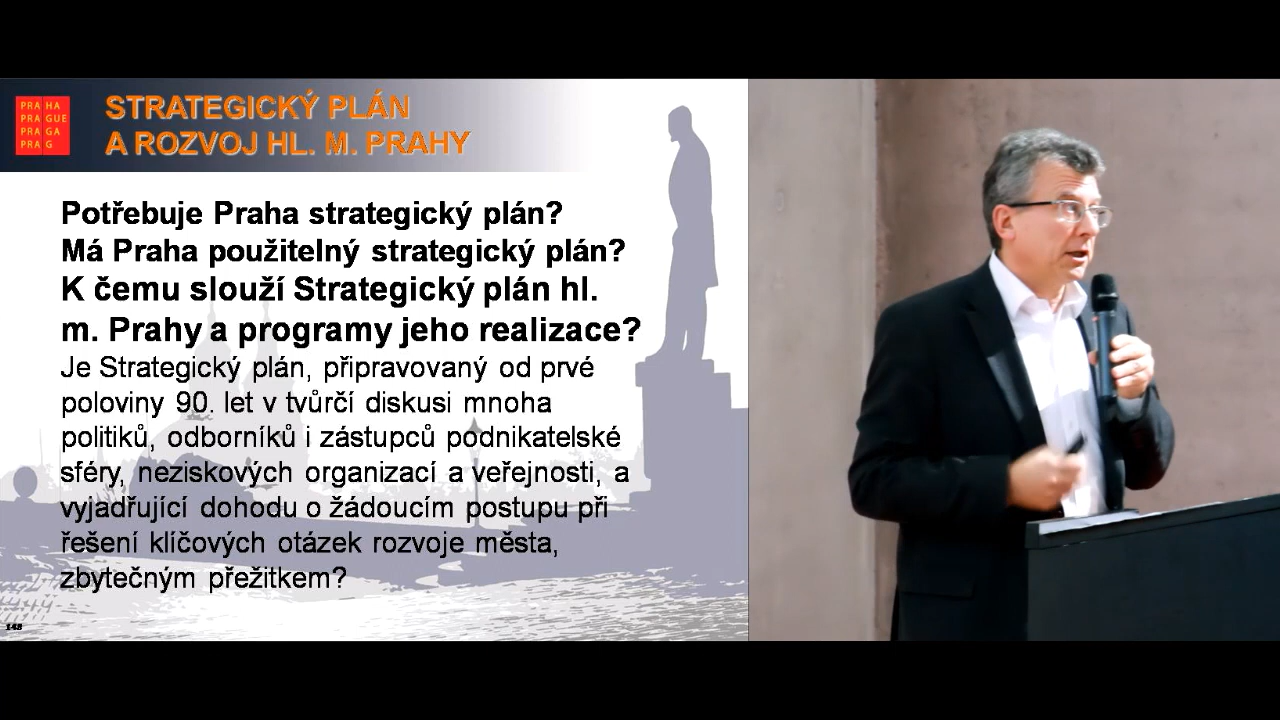 PRA HA
PRA GUE
PRA GA
PRA G
STRATEGICKÝ PLÁN
A ROZVOJ HL. M. PRAHY
Potřebuje Praha strategický plán?
Má Praha použitelný strategický plán?
K čemu slouží Strategický plán hl.
m. Prahy a programy jeho realizace?
Je Strategický plán, připravovaný od prvé
poloviny 90. let v tvůrčí diskusi mnoha
politiků, odborníků i zástupců podnikatelské
sféry, neziskových organizací a veřejnosti, a
vyjadřující dohodu o žádoucím postupu při
řešení klíčových otázek rozvoje města,
zbytečným přežitkem?